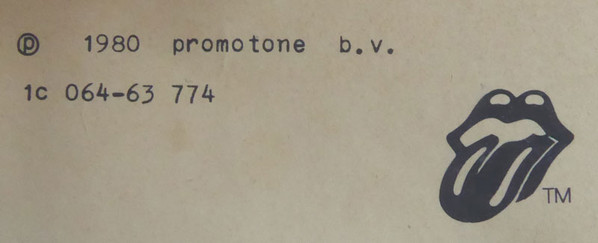 ℗ 1980 promotone b.v.
1c 064-63 774
TM